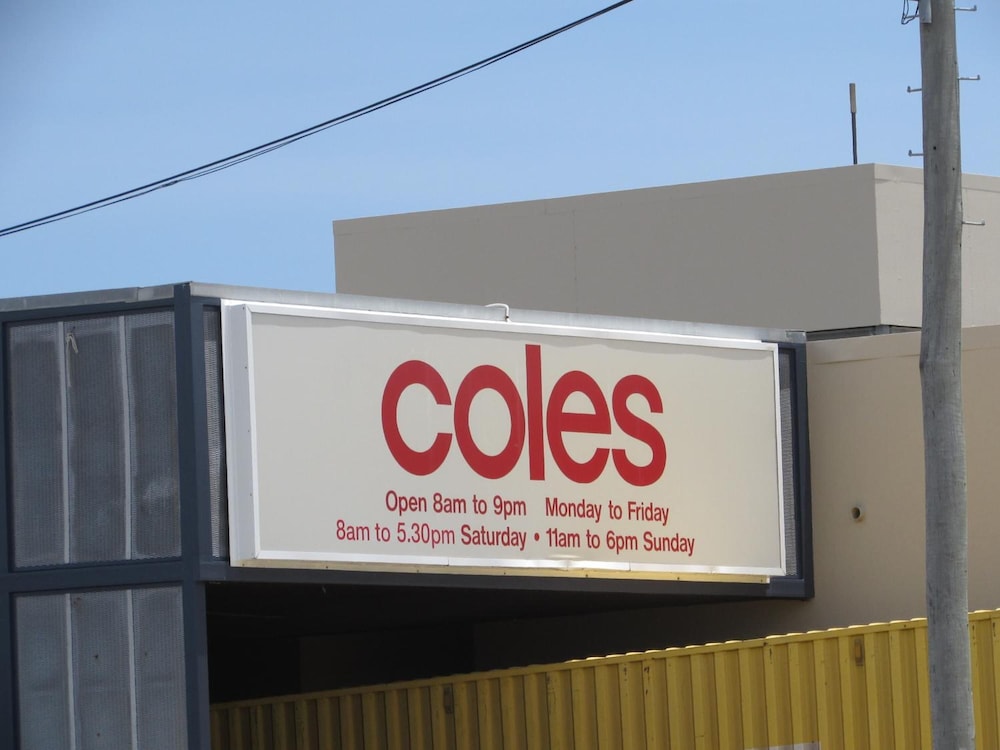 coles
Open 8am to 9pm Monday to Friday
8am to 5.30pm Saturday • 11am to 6pm Sunday